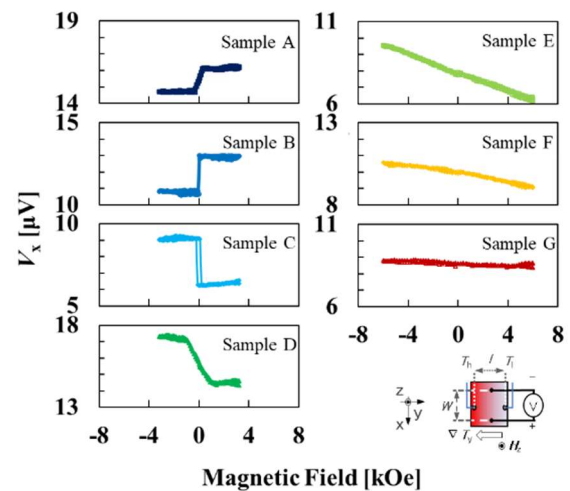 19
Sample A
14
15
Sample B
10
10
Sample C
5
18
Sample D
13
-8 -4 0 4 8
11
Sample E
6
13
Sample F
8
11
Sample G
6
-8 -4 0 4 8
Vx [µV]
Magnetic Field [kOe]
Th l Tl
z
y
x
W
V
−
+
∇ Ty
Hz